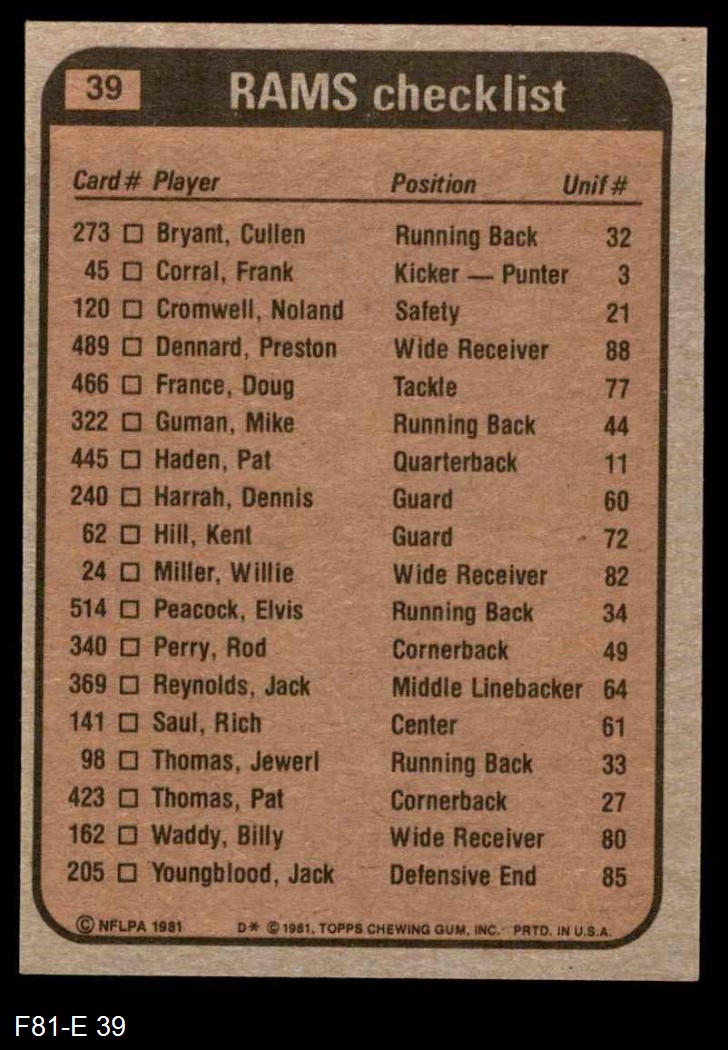 39 RAMS checklist
Card # Player Position Unif #
273 □ Bryant, Cullen Running Back 32
45 □ Corral, Frank Kicker — Punter 3
120 □ Cromwell, Noland Safety 21
489 □ Dennard, Preston Wide Receiver 88
466 □ France, Doug Tackle 77
322 □ Guman, Mike Running Back 44
445 □ Haden, Pat Quarterback 11
240 □ Harrah, Dennis Guard 60
62 □ Hill, Kent Guard 72
24 □ Miller, Willie Wide Receiver 82
514 □ Peacock, Elvis Running Back 34
340 □ Perry, Rod Cornerback 49
369 □ Reynolds, Jack Middle Linebacker 64
141 □ Saul, Rich Center 61
98 □ Thomas, Jewerl Running Back 33
423 □ Thomas, Pat Cornerback 27
162 □ Waddy, Billy Wide Receiver 80
205 □ Youngblood, Jack Defensive End 85
© NFLPA 1981 D* © 1981, TOPPS CHEWING GUM, INC. PRTD. IN U.S.A.
F81-E 39